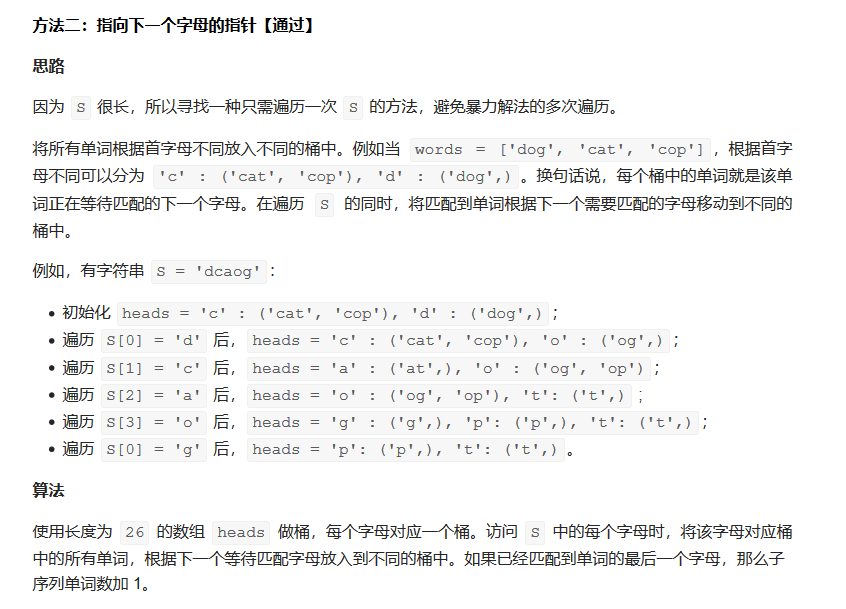 方法二：指向下一个字母的指针【通过】
思路
因为 S 很长，所以寻找一种只需遍历一次 S 的方法，避免暴力解法的多次遍历。
将所有单词根据首字母不同放入不同的桶中。例如当 words = ['dog', 'cat', 'cop']，根据首字
母不同可以分为 'c' : ('cat', 'cop'), 'd' : ('dog',)。换句话说，每个桶中的单词就是该单
词正在等待匹配的下一个字母。在遍历 S 的同时，将匹配到单词根据下一个需要匹配的字母移动到不同的
桶中。
例如，有字符串 S = 'dcaog'：
• 初始化 heads = 'c' : ('cat', 'cop'), 'd' : ('dog',)；
• 遍历 S[0] = 'd' 后，heads = 'c' : ('cat', 'cop'), 'o' : ('og',)；
• 遍历 S[1] = 'c' 后，heads = 'a' : ('at',), 'o' : ('og', 'op')；
• 遍历 S[2] = 'a' 后，heads = 'o' : ('og', 'op'), 't': ('t',) ；
• 遍历 S[3] = 'o' 后，heads = 'g' : ('g',), 'p': ('p',), 't': ('t',)；
• 遍历 S[0] = 'g' 后，heads = 'p': ('p',), 't': ('t',)。
算法
使用长度为 26 的数组 heads 做桶，每个字母对应一个桶。访问 S 中的每个字母时，将该字母对应桶
中的所有单词，根据下一个等待匹配字母放入到不同的桶中。如果已经匹配到单词的最后一个字母，那么子
序列单词数加 1。